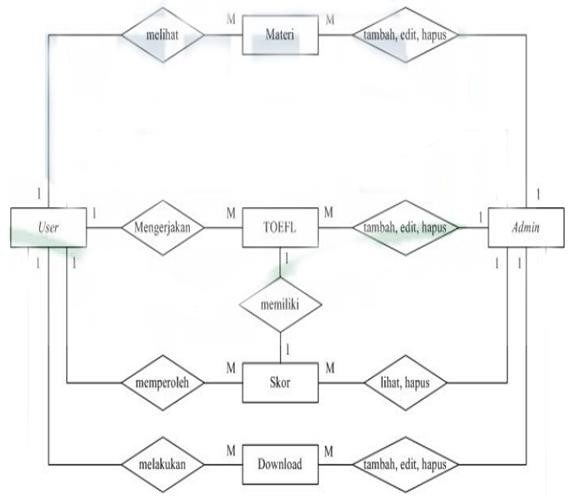 M M
melihat Materi tambah, edit, hapus
1 1
User 1 Mengerjakan M TOEFL M tambah, edit, hapus 1 Admin
1 1 1 1 1
memiliki
1
memperoleh M Skor M lihat, hapus
melakukan M Download M tambah, edit, hapus